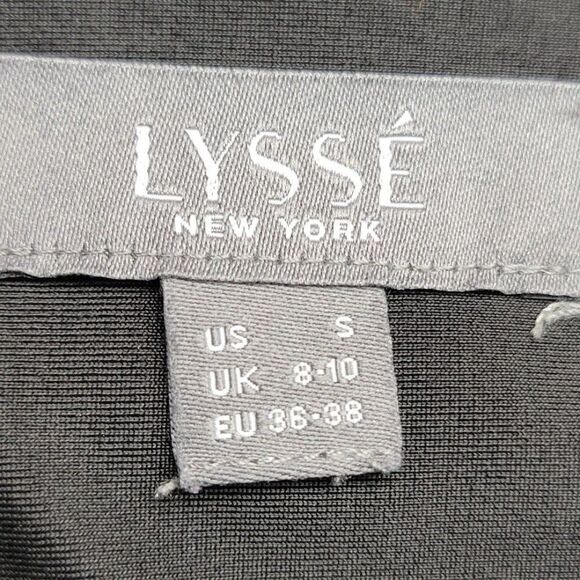 LYSSÉ
NEW YORK
US S
UK 8-10
EU 36-38